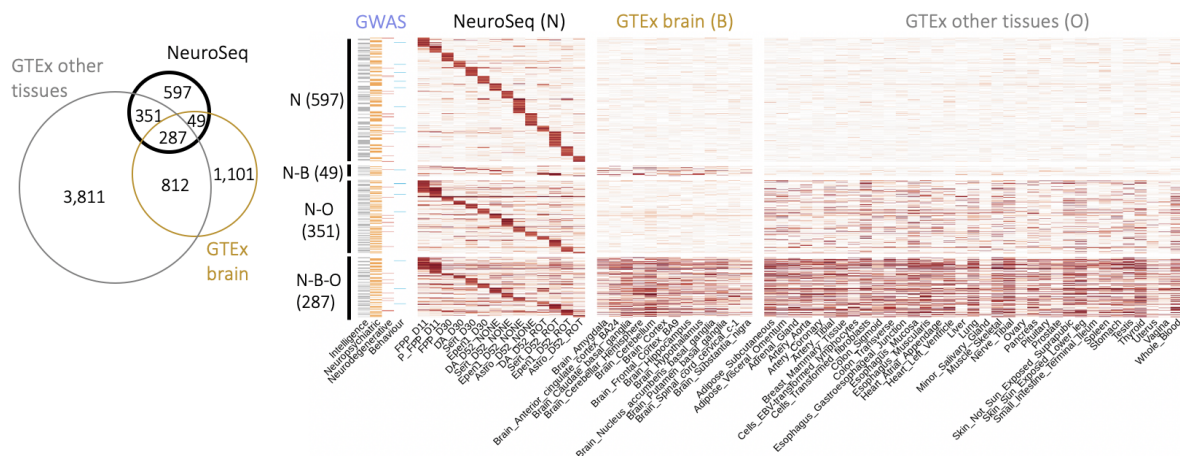 NeuroSeq
GTEx other
tissues
597
351
49
287
3,811
812
1,101
GTEx
brain
GWAS
NeuroSeq (N)
GTEx brain (B)
GTEx other tissues (O)
N (597)
N-B (49)
N-O
(351)
N-B-O
(287)
Intelligence
Neuropsychiatric
Neurodegenerative
Behaviour
FPP_D11
P_FPP_D11
FPP_D30
DA_D30
Sert_D30
Epen1_D30
DA_D52_NONE
Sert_D52_NONE
Epen1_D52_NONE
Astro_D52_NONE
DA_D52_ROT
Sert_D52_ROT
Epen1_D52_ROT
Astro_D52_ROT
Brain_Amygdala
Brain_Anterior_cingulate_cortex_BA24
Brain_Caudate_basal_ganglia
Brain_Cerebellar_Hemisphere
Brain_Cerebellum
Brain_Cortex
Brain_Frontal_Cortex_BA9
Brain_Hippocampus
Brain_Hypothalamus
Brain_Nucleus_accumbens_basal_ganglia
Brain_Putamen_basal_ganglia
Brain_Spinal_cord_cervical_c-1
Brain_Substantia_nigra
Adipose_Subcutaneous
Adipose_Visceral_Omentum
Adrenal_Gland
Artery_Aorta
Artery_Coronary
Artery_Tibial
Breast_Mammary_Tissue
Cells_EBV-transformed_lymphocytes
Cells_Transformed_fibroblasts
Colon_Sigmoid
Colon_Transverse
Esophagus_Gastroesophageal_Junction
Esophagus_Mucosa
Esophagus_Muscularis
Heart_Atrial_Appendage
Heart_Left_Ventricle
Liver
Lung
Minor_Salivary_Gland
Muscle_Skeletal
Nerve_Tibial
Ovary
Pancreas
Pituitary
Prostate
Skin_Not_Sun_Exposed_Suprapubic
Skin_Sun_Exposed_Lower_leg
Small_Intestine_Terminal_Ileum
Spleen
Stomach
Testis
Thyroid
Uterus
Vagina
Whole_Blood